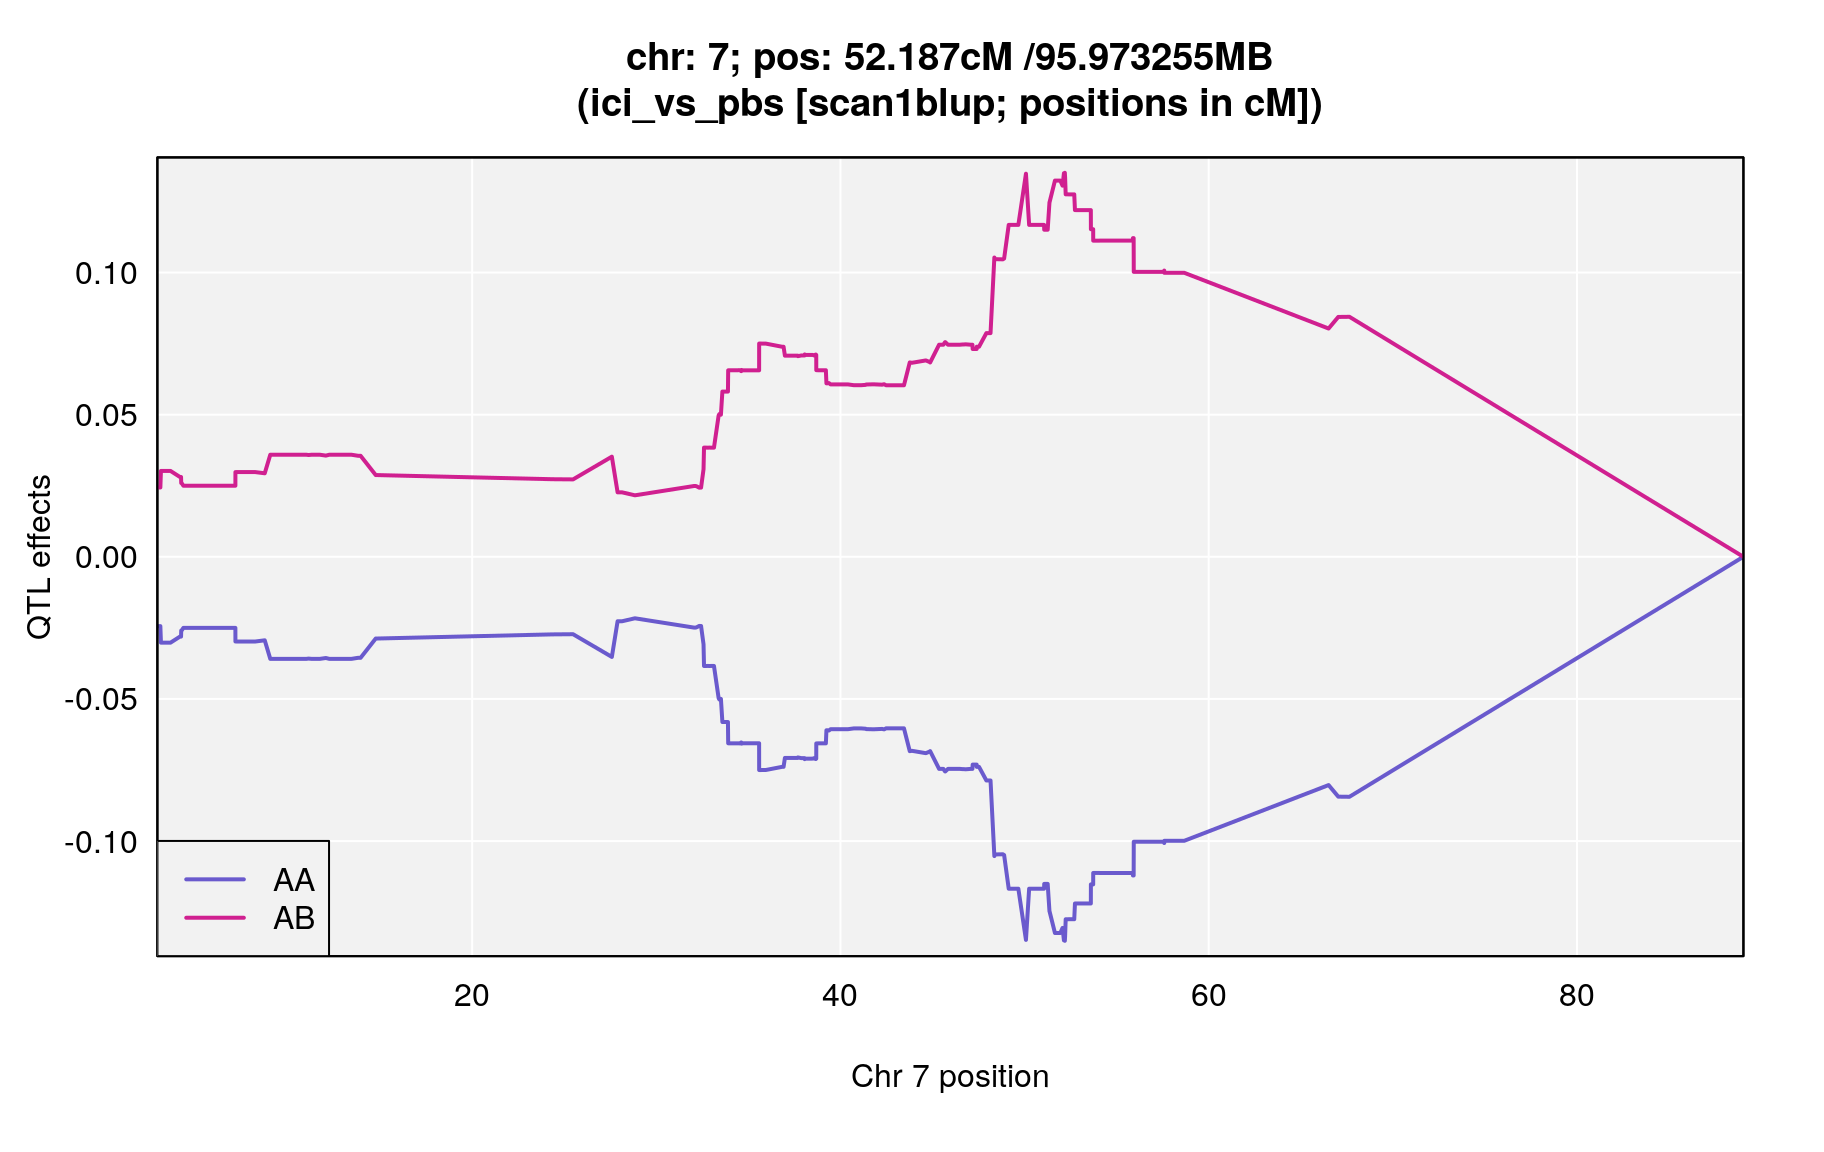 chr: 7; pos: 52.187cM /95.973255MB
(ici_vs_pbs [scan1blup; positions in cM])
QTL effects
0.10
0.05
0.00
-0.05
-0.10
AA
AB
20
40
60
80
Chr 7 position